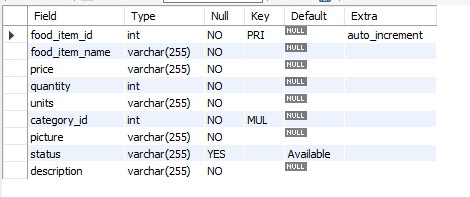 Field Type Null Key Default Extra
food_item_id int NO PRI NULL auto_increment
food_item_name varchar(255) NO NULL
price varchar(255) NO NULL
quantity int NO NULL
units varchar(255) NO NULL
category_id int NO MUL NULL
picture varchar(255) NO NULL
status varchar(255) YES Available
description varchar(255) NO NULL